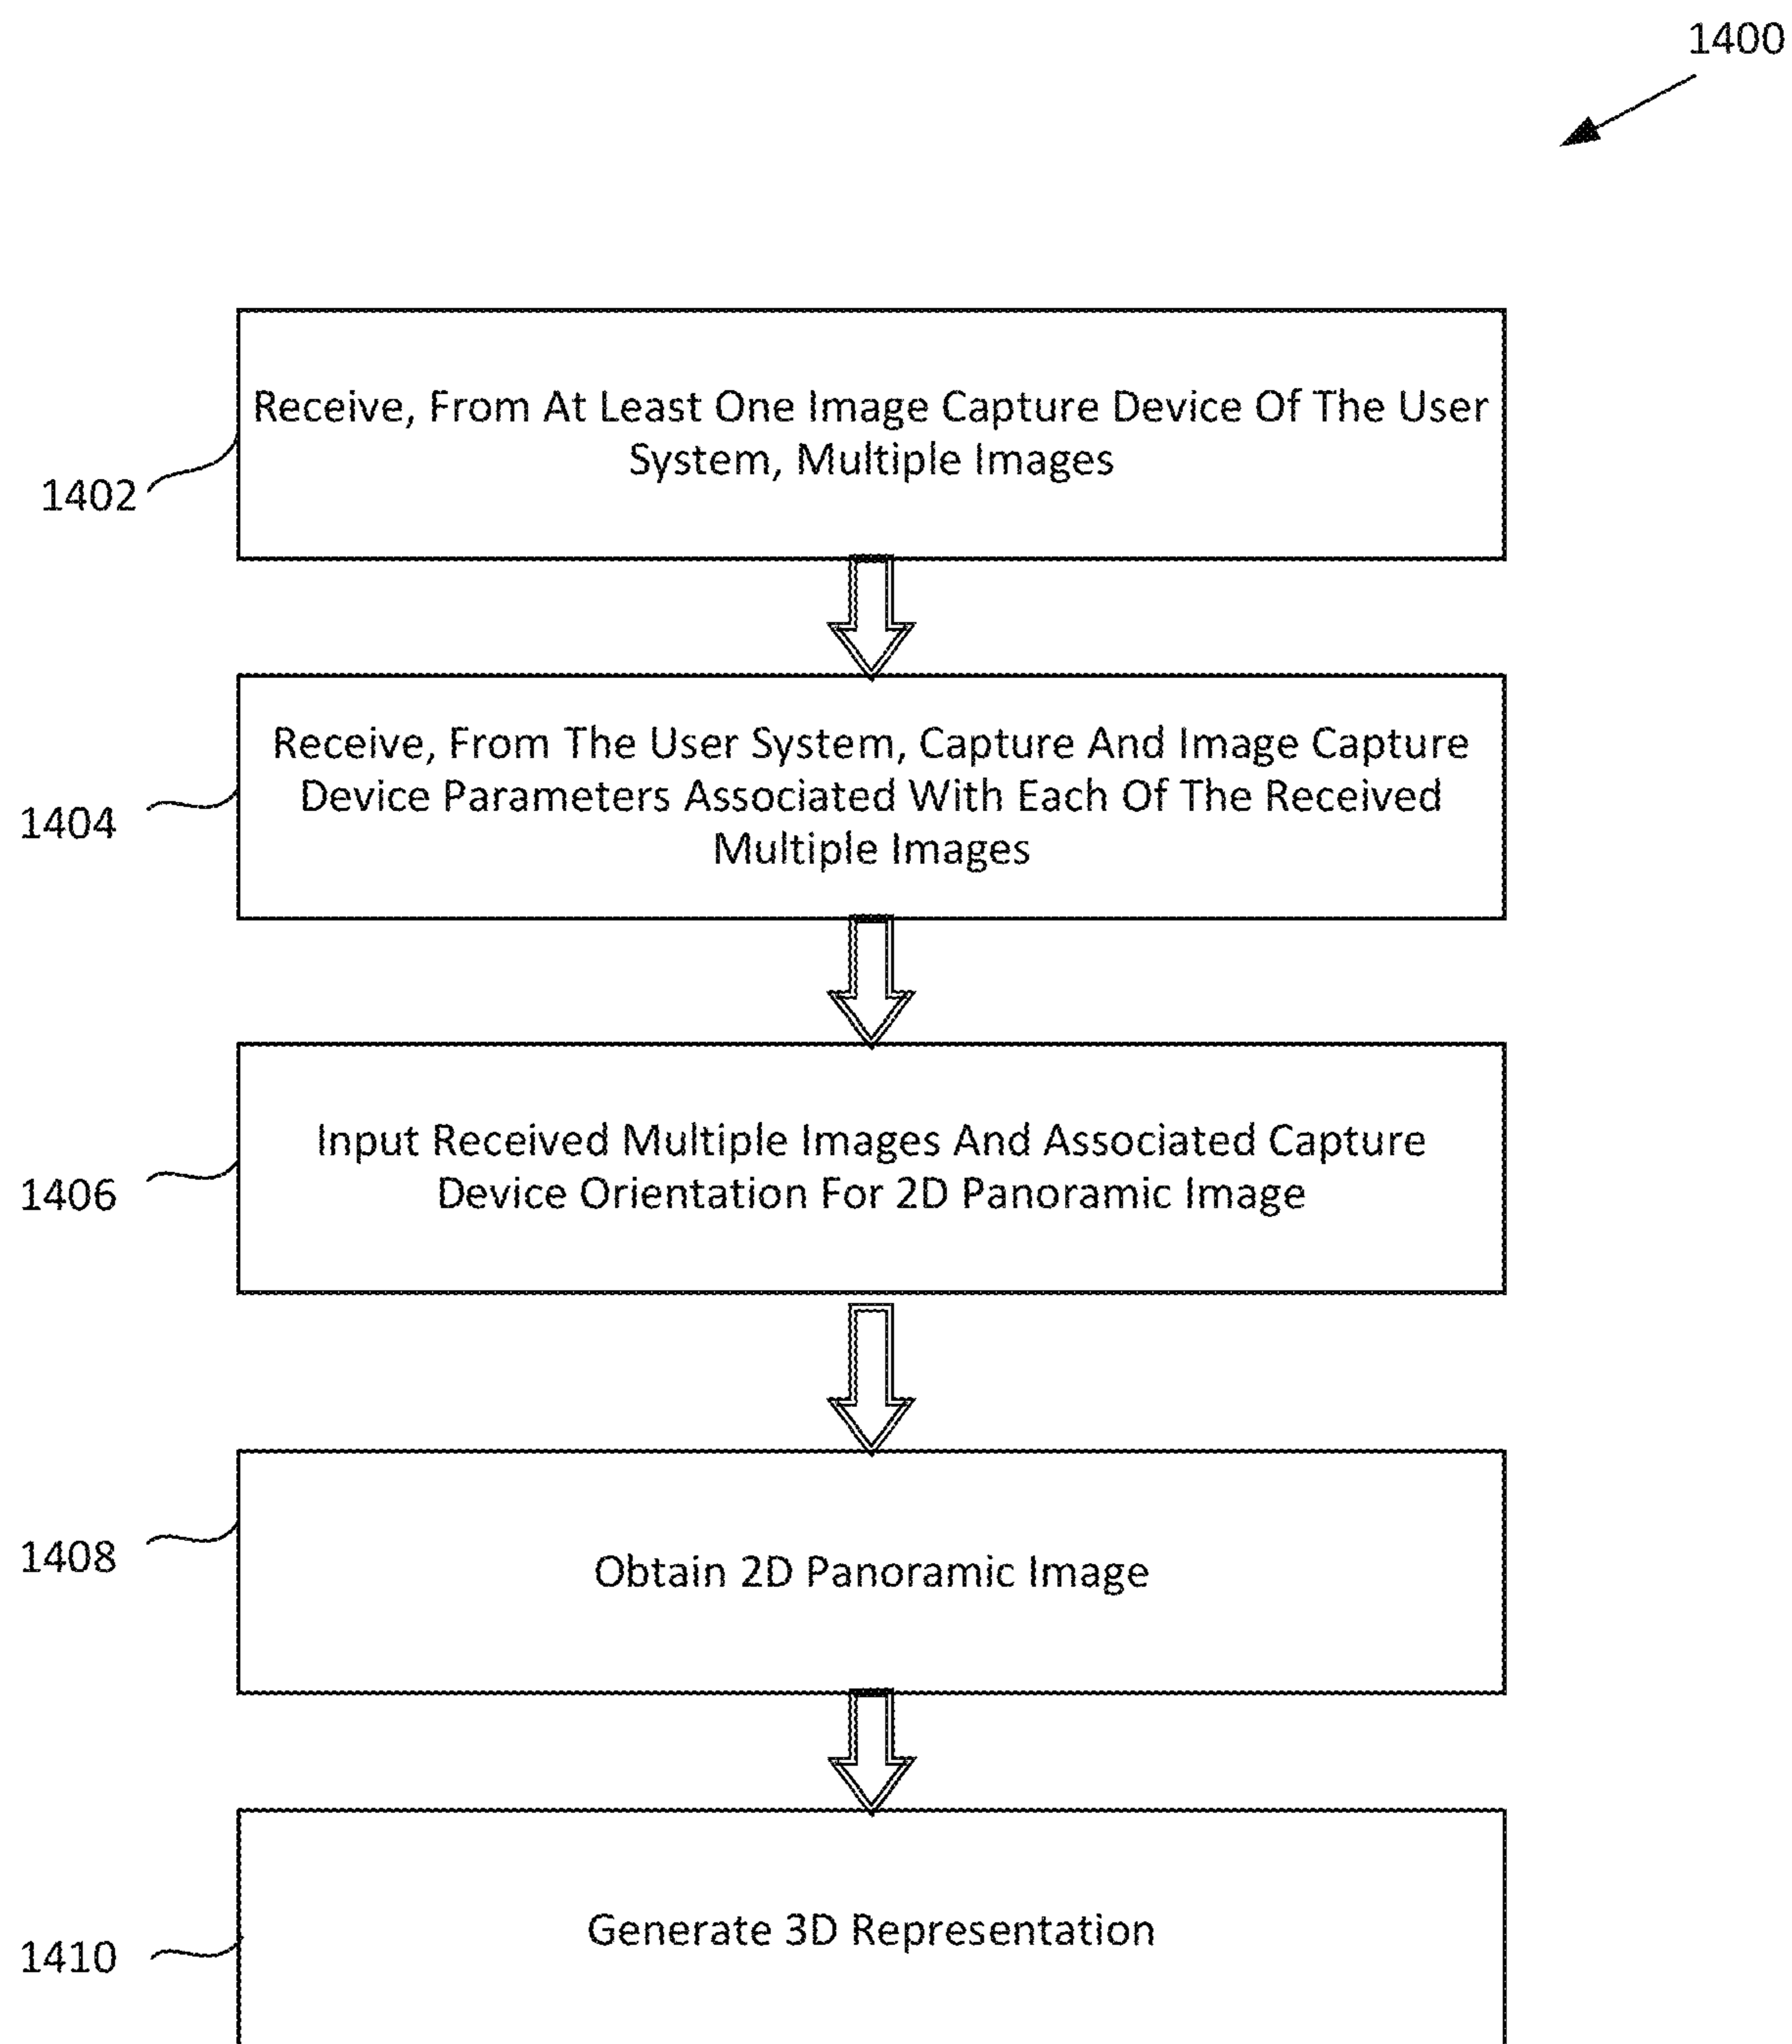 1400
Receive, From At Least One Image Capture Device Of The User
System, Multiple Images
1402
Receive, From The User System, Capture And Image Capture
Device Parameters Associated With Each Of The Received
Multiple Images
1404
Input Received Multiple Images And Associated Capture
Device Orientation For 2D Panoramic Image
1406
Obtain 2D Panoramic Image
1408
Generate 3D Representation
1410